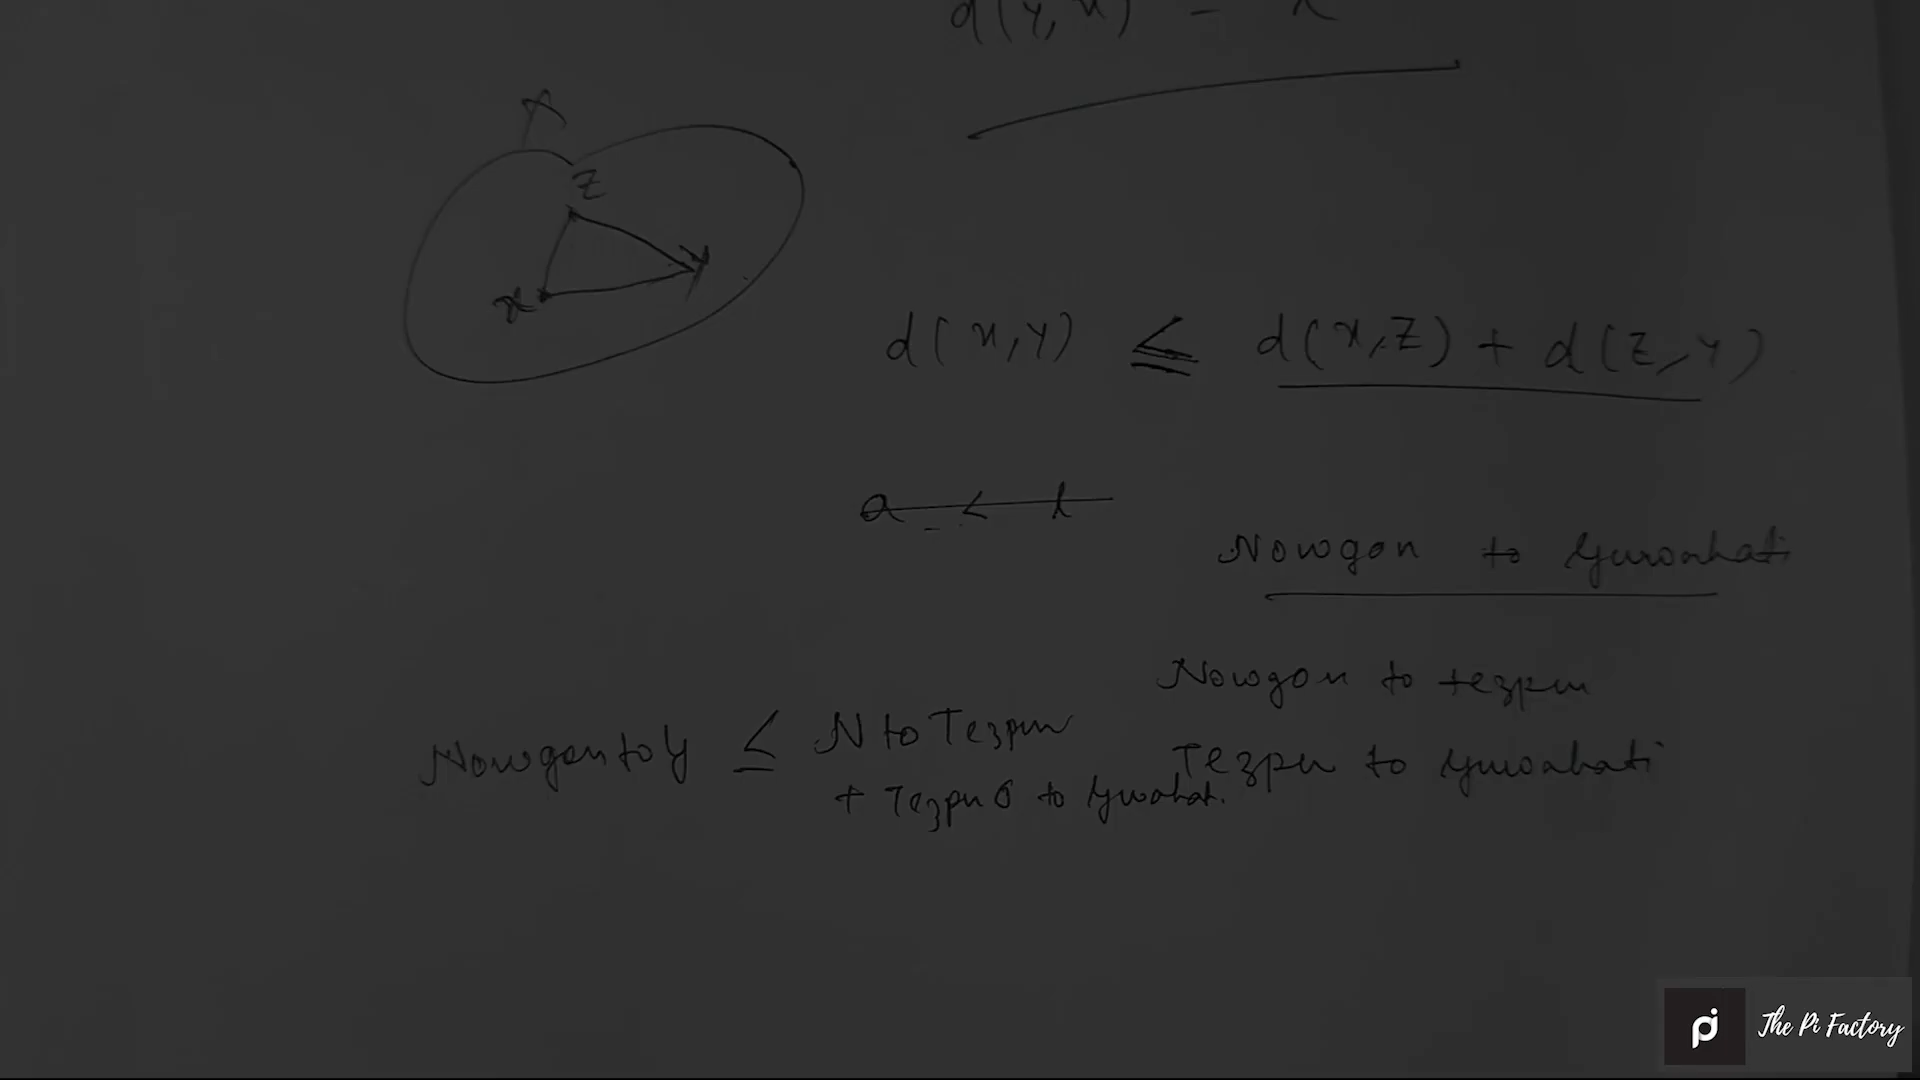 d(y, x) = x
X
z
x
y
d(x, y) ≤ d(x, z) + d(z, y)
a < b
Nowgon to Guwahati
Nowgon to tezpur
Tezpur to Guwahati
Nowgon to G ≤ N to Tezpur
+ Tezpur to Guwahat.
pi The Pi Factory